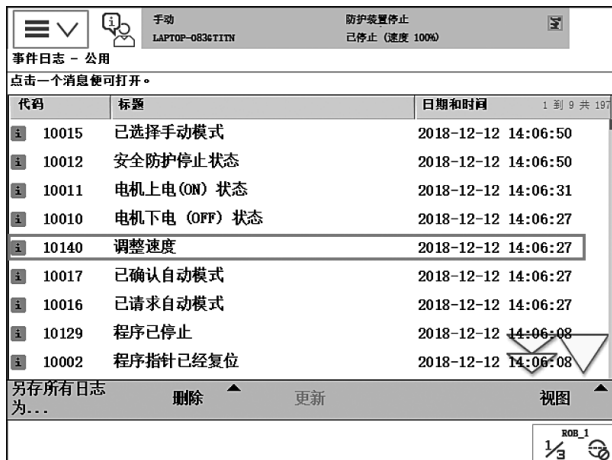 手动 防护装置停止
LAPTOP-0836TITN 已停止 (速度 100%)
事件日志 - 公用
点击一个消息便可打开。
代码 标题 日期和时间 1 到 9 共 197
10015 已选择手动模式 2018-12-12 14:06:50
10012 安全防护停止状态 2018-12-12 14:06:50
10011 电机上电(ON) 状态 2018-12-12 14:06:31
10010 电机下电 (OFF) 状态 2018-12-12 14:06:27
10140 调整速度 2018-12-12 14:06:27
10017 已确认自动模式 2018-12-12 14:06:27
10016 已请求自动模式 2018-12-12 14:06:27
10129 程序已停止 2018-12-12 14:06:08
10002 程序指针已经复位 2018-12-12 14:06:08
另存所有日志
为... 删除 更新 视图
ROB_1
1/3